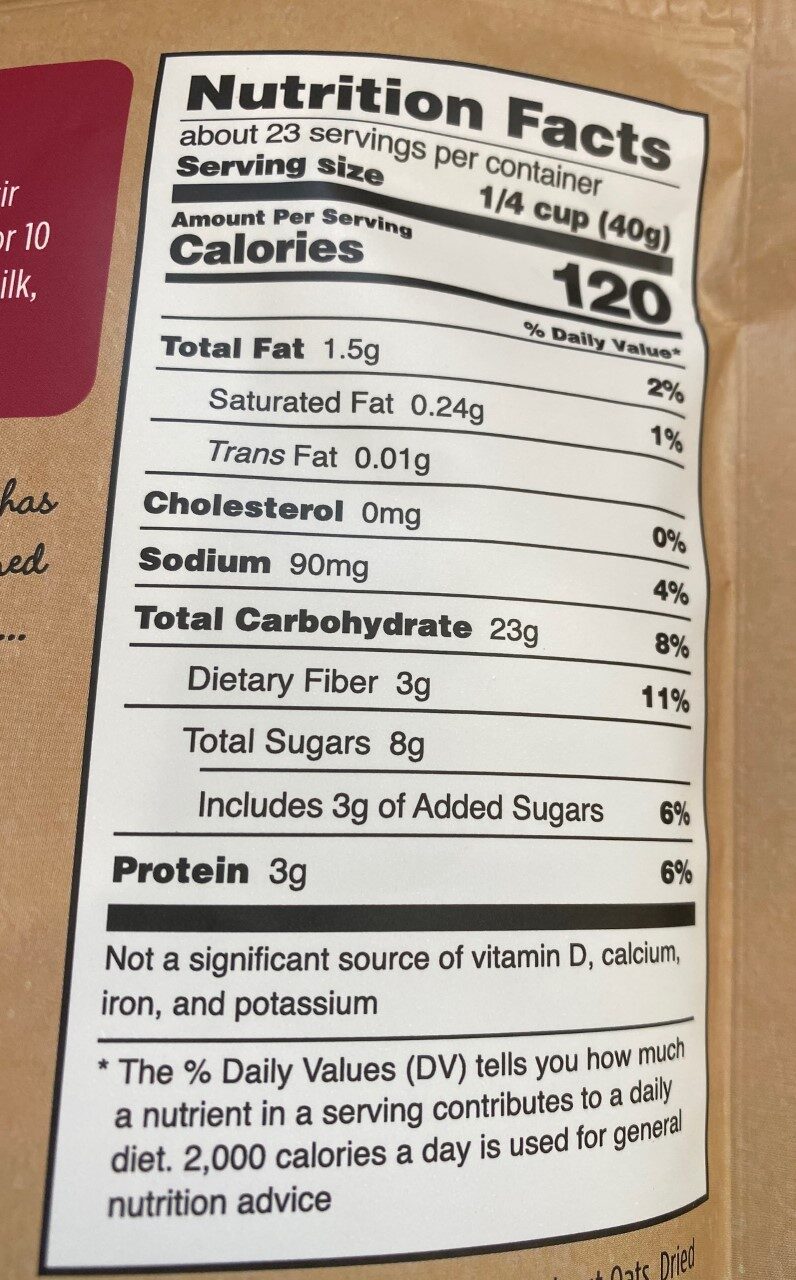 Nutrition Facts
about 23 servings per container
Serving size 1/4 cup (40g)
Amount Per Serving
Calories 120
% Daily Value*
Total Fat 1.5g 2%
Saturated Fat 0.24g 1%
Trans Fat 0.01g
Cholesterol 0mg 0%
Sodium 90mg 4%
Total Carbohydrate 23g 8%
Dietary Fiber 3g 11%
Total Sugars 8g
Includes 3g of Added Sugars 6%
Protein 3g 6%
Not a significant source of vitamin D, calcium,
iron, and potassium
* The % Daily Values (DV) tells you how much
a nutrient in a serving contributes to a daily
diet. 2,000 calories a day is used for general
nutrition advice
10
has
Oats, Dried